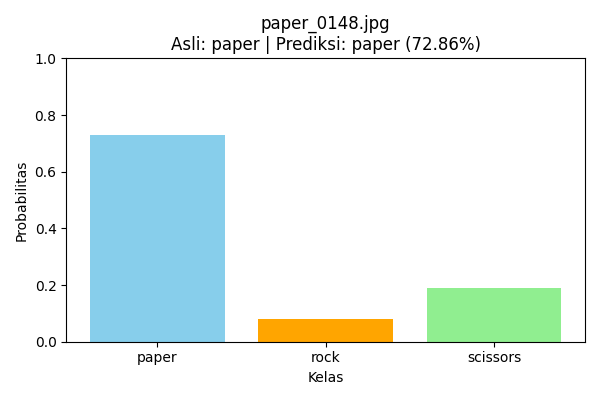 paper_0148.jpg
Asli: paper | Prediksi: paper (72.86%)
1.0
0.8
0.6
0.4
0.2
0.0
Probabilitas
paper
rock
scissors
Kelas